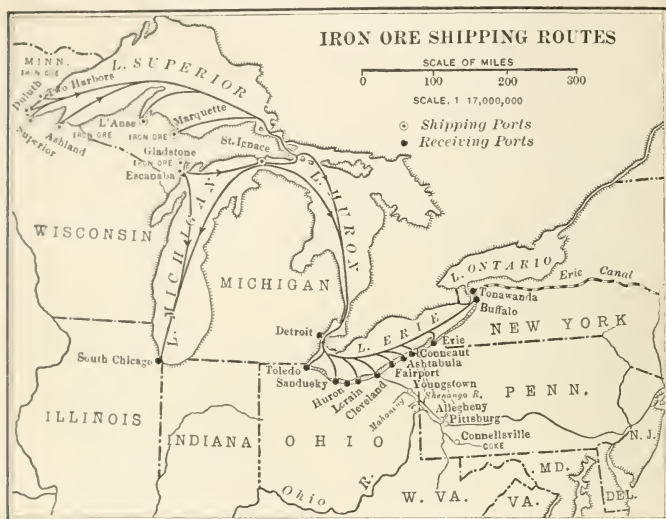 IRON ORE SHIPPING ROUTES
SCALE OF MILES
0 100 200 300
SCALE, 1 17,000,000
Shipping Ports
Receiving Ports
MINN.
IRON ORE
L. SUPERIOR
Duluth
Two Harbors
Superior
Ashland
IRON ORE
L'Anse
IRON ORE
Marquette
Gladstone
IRON ORE
Escanaba
St. Ignace
L. HURON
WISCONSIN
L. MICHIGAN
MICHIGAN
L. ONTARIO
Erie Canal
Tonawanda
Buffalo
NEW YORK
Detroit
L. ERIE
Erie
Conneaut
Ashtabula
Fairport
South Chicago
Toledo
Sandusky
Huron
Lorain
Cleveland
Youngstown
Shenango R.
Mahoning R.
Allegheny
Pittsburg
PENN.
Connellsville
COKE
N. J.
ILLINOIS
INDIANA
OHIO
Ohio R.
W. VA.
MD.
VA.
DEL.